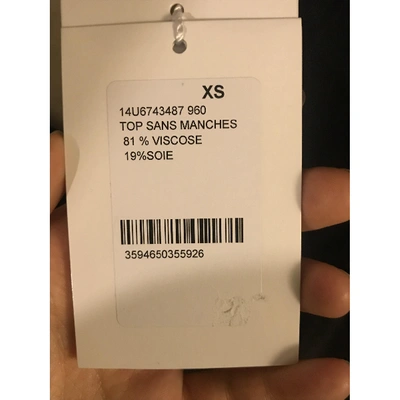 XS
14U6743487 960
TOP SANS MANCHES
81 % VISCOSE
19%SOIE
3594650355926